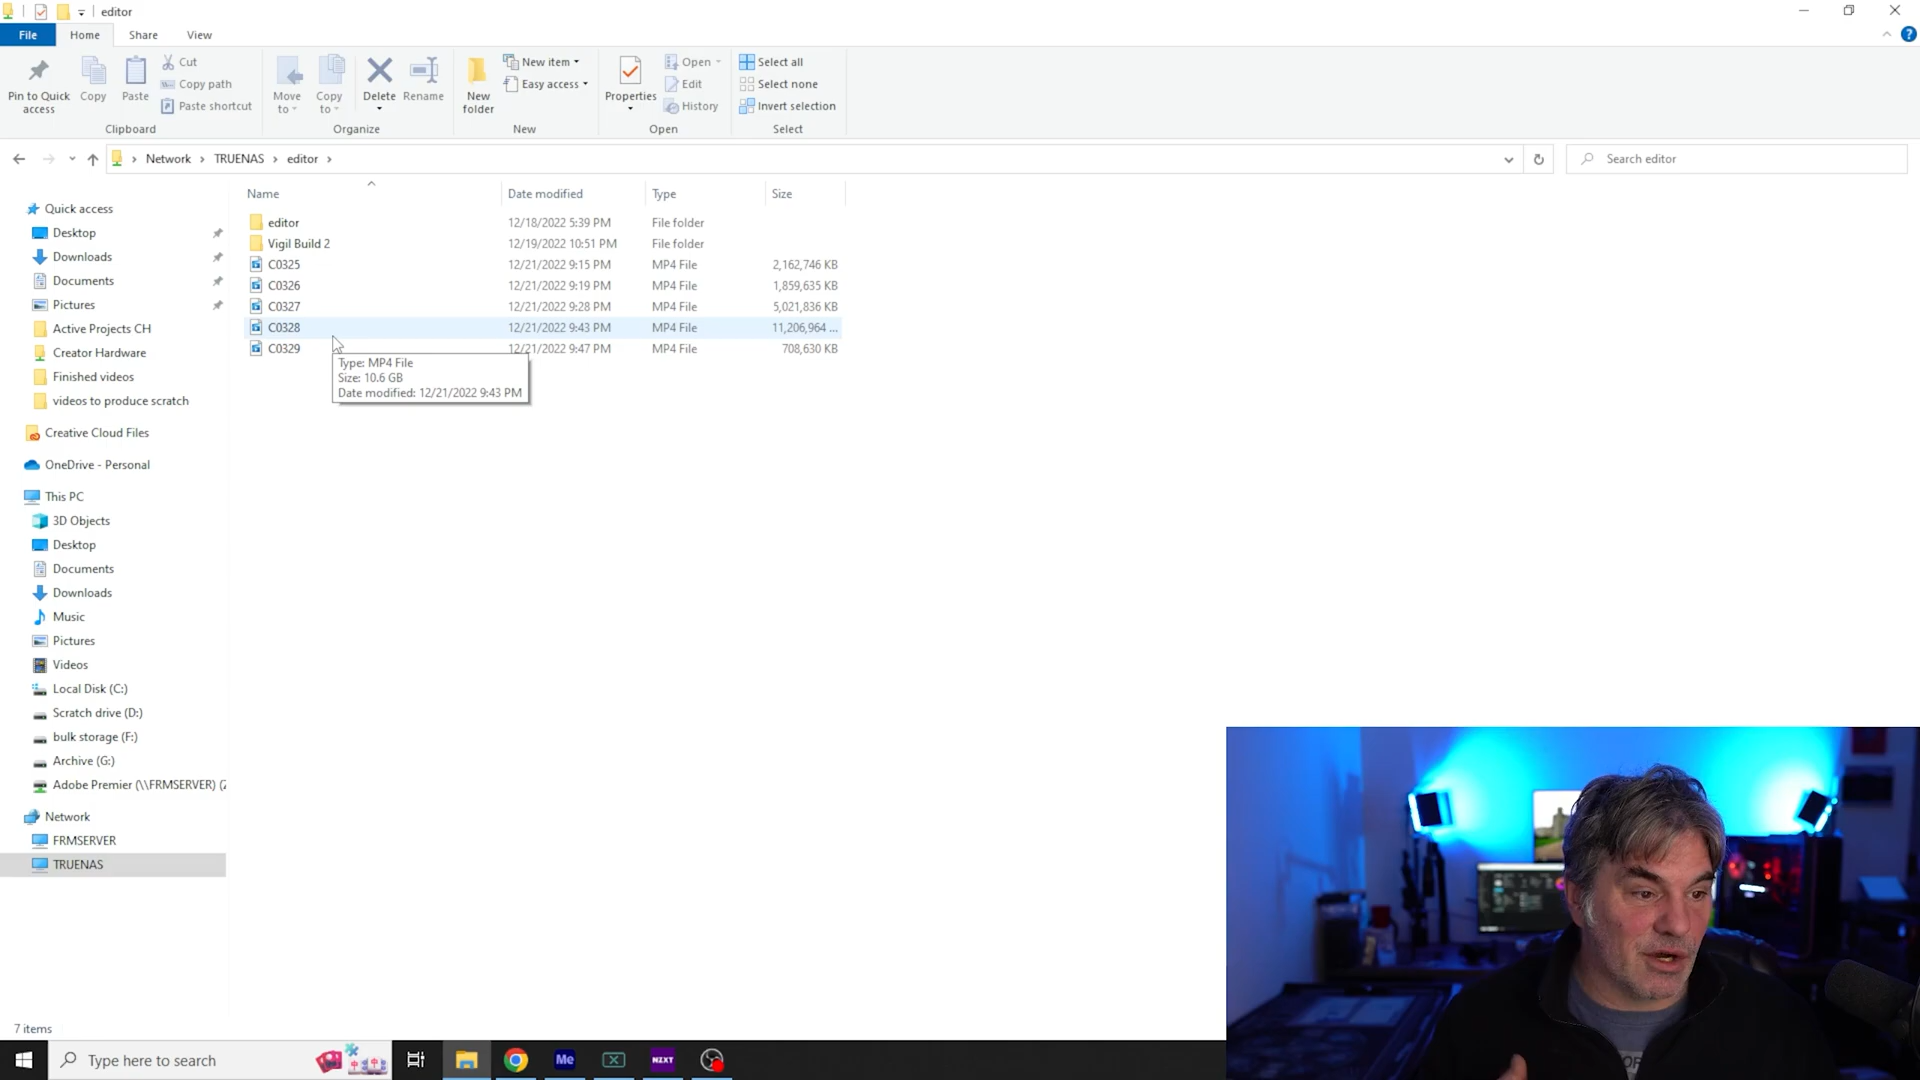 editor
File Home Share View
Pin to Quick access
Copy
Paste
Cut
Copy path
Paste shortcut
Clipboard
Move to
Copy to
Delete
Rename
Organize
New folder
New item
Easy access
New
Properties
Open
Edit
History
Open
Select all
Select none
Invert selection
Select
Network > TRUENAS > editor >
Search editor
Name Date modified Type Size
editor 12/18/2022 5:39 PM File folder
Vigil Build 2 12/19/2022 10:51 PM File folder
C0325 12/21/2022 9:15 PM MP4 File 2,162,746 KB
C0326 12/21/2022 9:19 PM MP4 File 1,859,635 KB
C0327 12/21/2022 9:28 PM MP4 File 5,021,836 KB
C0328 12/21/2022 9:43 PM MP4 File 11,206,964 ...
C0329 12/21/2022 9:47 PM MP4 File 708,630 KB
Type: MP4 File
Size: 10.6 GB
Date modified: 12/21/2022 9:43 PM
Quick access
Desktop
Downloads
Documents
Pictures
Active Projects CH
Creator Hardware
Finished videos
videos to produce scratch
Creative Cloud Files
OneDrive - Personal
This PC
3D Objects
Desktop
Documents
Downloads
Music
Pictures
Videos
Local Disk (C:)
Scratch drive (D:)
bulk storage (F:)
Archive (G:)
Adobe Premier (\\FRMSERVER) (Z
Network
FRMSERVER
TRUENAS
7 items
Type here to search
Me
NZXT